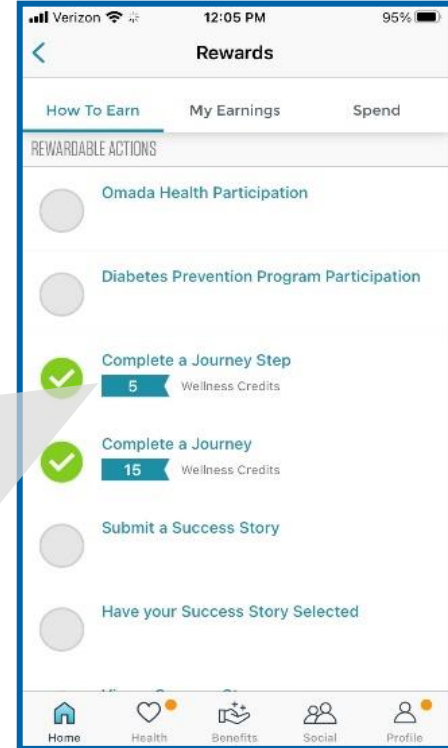 Verizon 12:05 PM 95%
Rewards
How To Earn My Earnings Spend
REWARDABLE ACTIONS
Omada Health Participation
Diabetes Prevention Program Participation
Complete a Journey Step
5 Wellness Credits
Complete a Journey
15 Wellness Credits
Submit a Success Story
Have your Success Story Selected
Home Health Benefits Social Profile